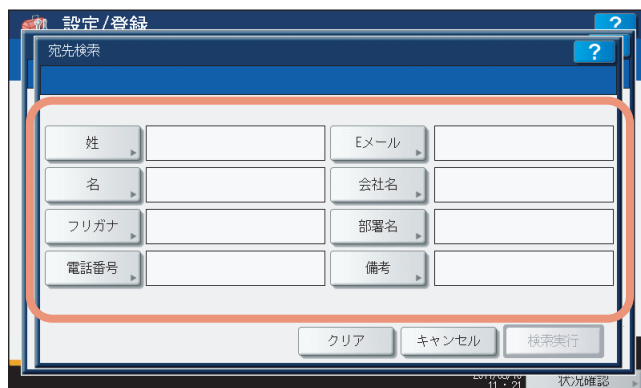 設定/登録
?
宛先検索
?
姓
Eメール
名
会社名
フリガナ
部署名
電話番号
備考
クリア
キャンセル
検索実行
11:21
状況確認